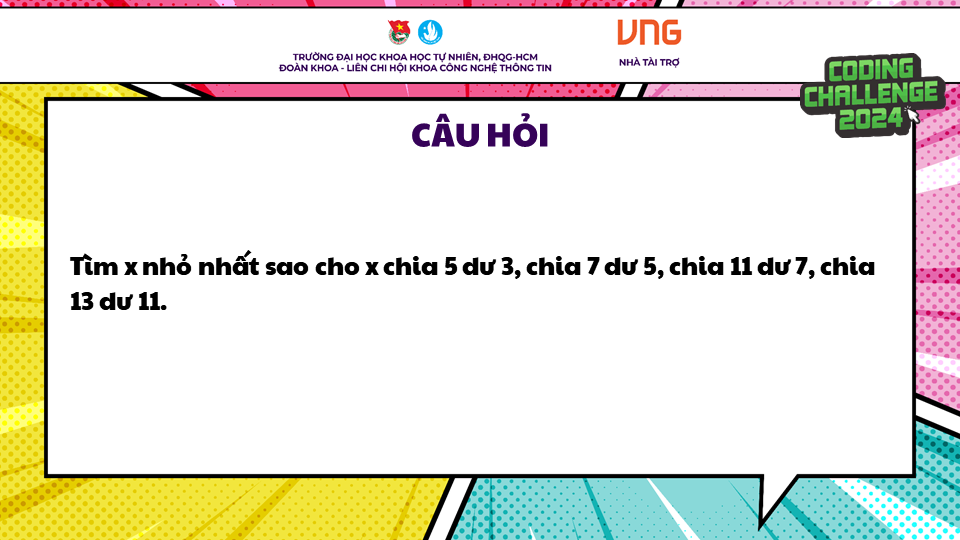 TRƯỜNG ĐẠI HỌC KHOA HỌC TỰ NHIÊN, ĐHQG-HCM
ĐOÀN KHOA - LIÊN CHI HỘI KHOA CÔNG NGHỆ THÔNG TIN
VNG
NHÀ TÀI TRỢ
CODING
CHALLENGE
2024
CÂU HỎI
Tìm x nhỏ nhất sao cho x chia 5 dư 3, chia 7 dư 5, chia 11 dư 7, chia
13 dư 11.